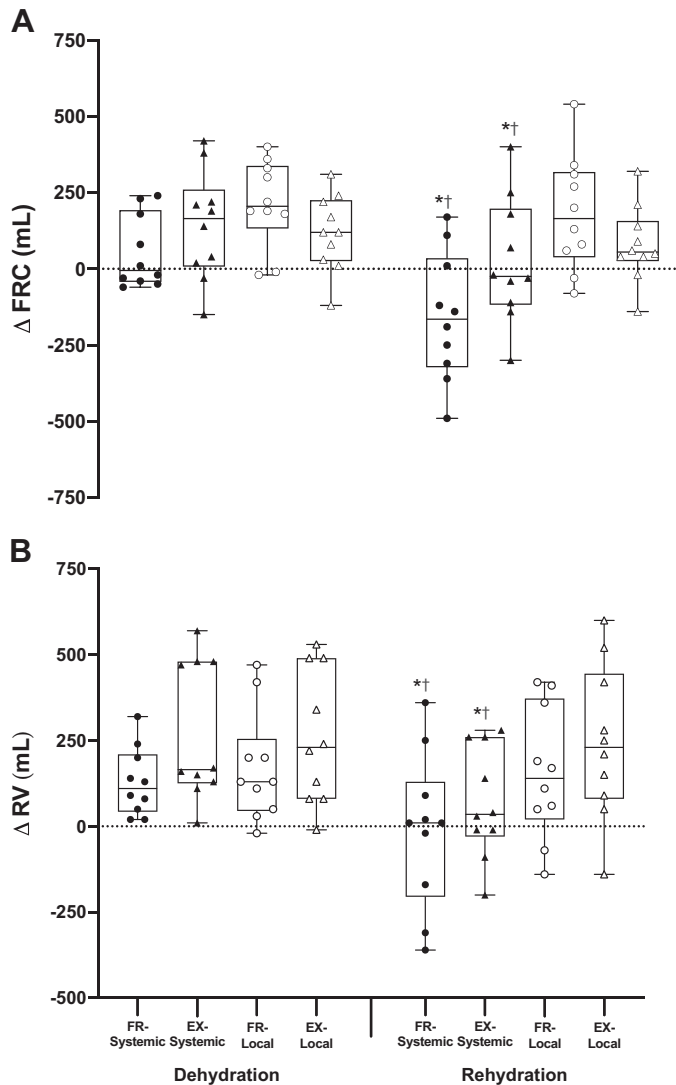 A
750
500
250
0
-250
-500
-750
Δ FRC (mL)
*†
*†
B
750
500
250
0
-250
-500
Δ RV (mL)
*†
*†
FR-
Systemic
EX-
Systemic
FR-
Local
EX-
Local
FR-
Systemic
EX-
Systemic
FR-
Local
EX-
Local
Dehydration
Rehydration